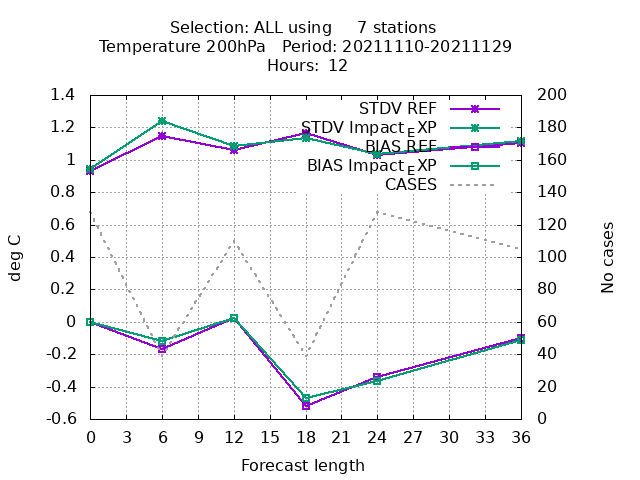 Selection: ALL using     7 stations
Temperature 200hPa   Period: 20211110-20211129
Hours:  12
1.4
1.2
1
0.8
0.6
0.4
0.2
0
-0.2
-0.4
-0.6
200
180
160
140
120
100
80
60
40
20
0
STDV REF
STDV Impact_EXP
BIAS REF
BIAS Impact_EXP
CASES
deg C
No cases
0 3 6 9 12 15 18 21 24 27 30 33 36
Forecast length